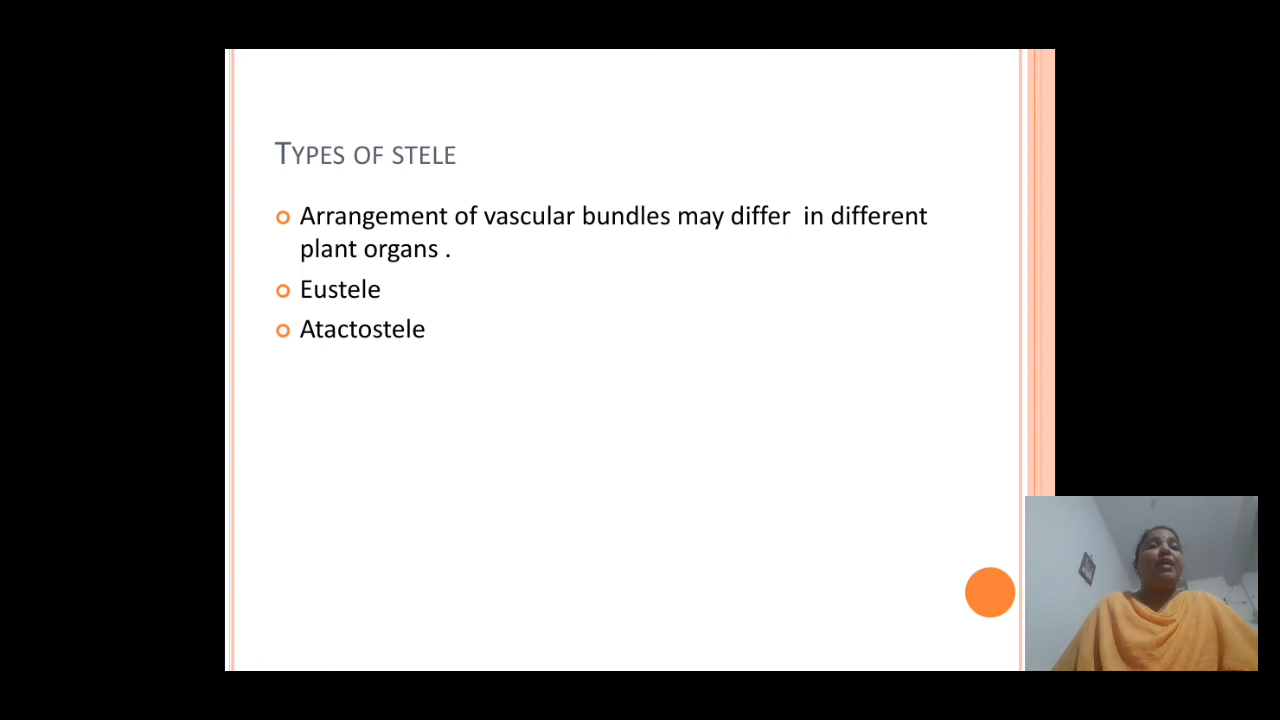 Types of stele
Arrangement of vascular bundles may differ in different
plant organs .
Eustele
Atactostele